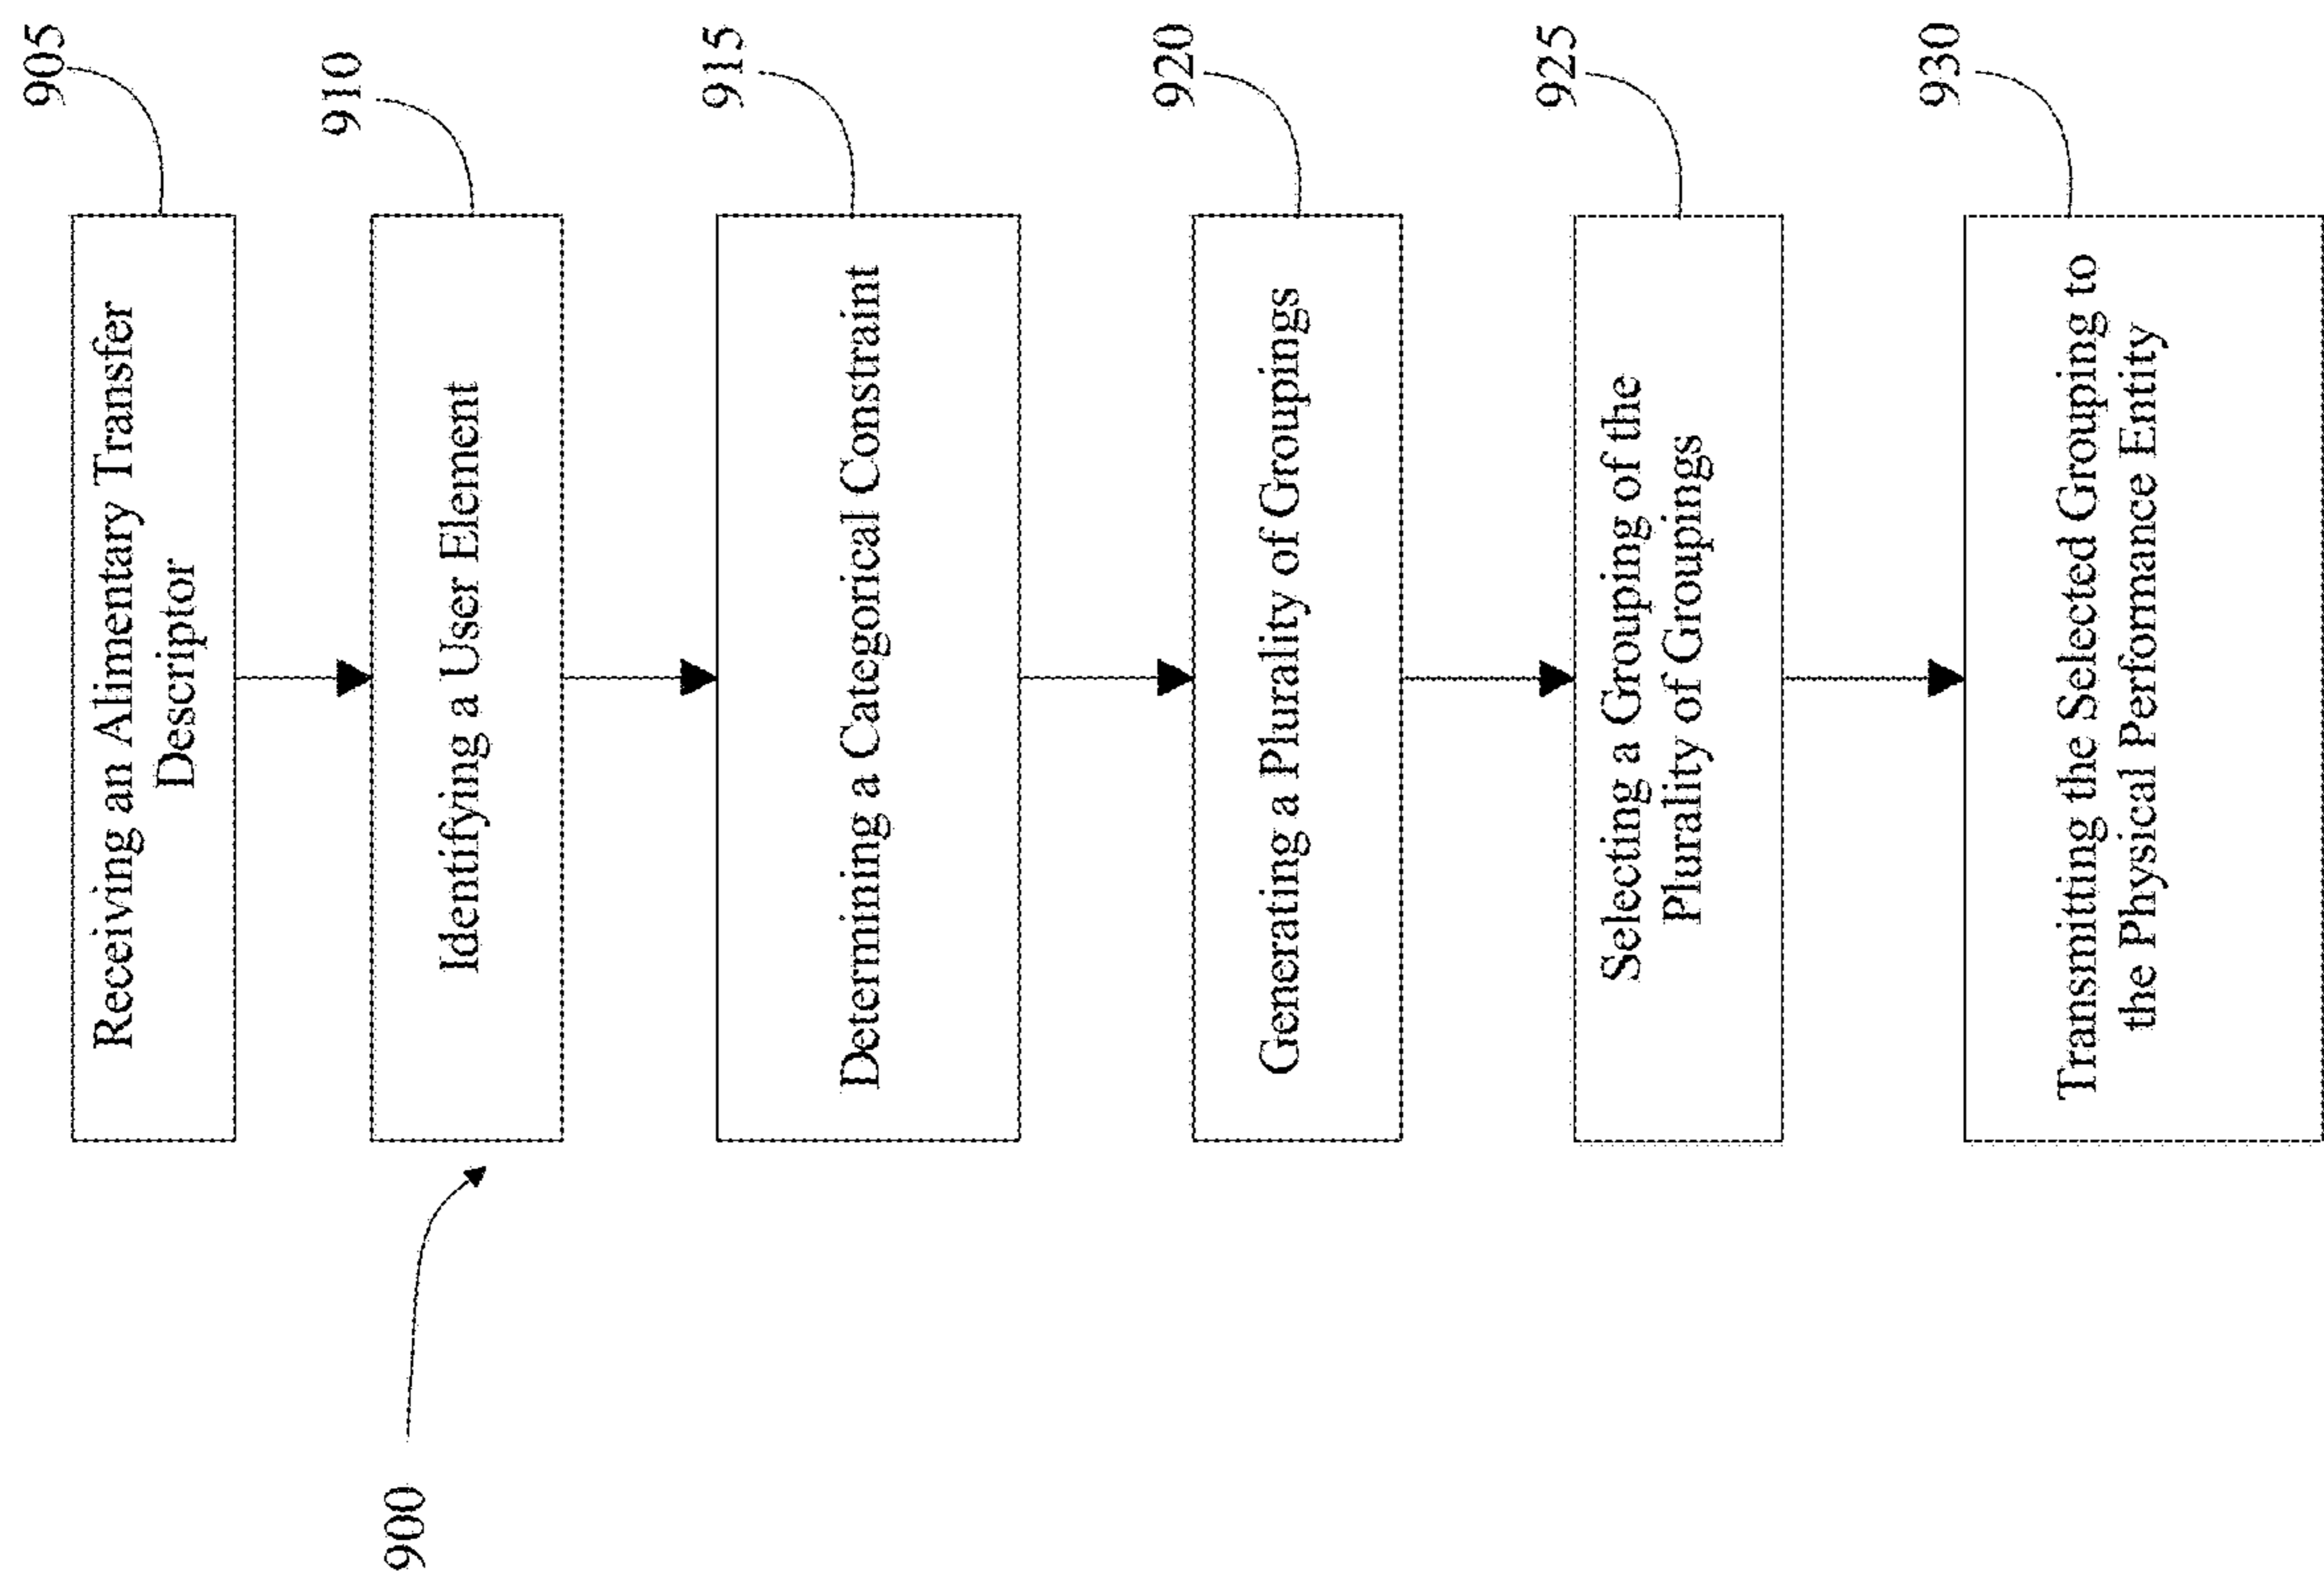 905
Receiving an Alimentary Transfer
Descriptor
910
Identifying a User Element
900
915
Determining a Categorical Constraint
920
Generating a Plurality of Groupings
925
Selecting a Grouping of the
Plurality of Groupings
930
Transmitting the Selected Grouping to
the Physical Performance Entity